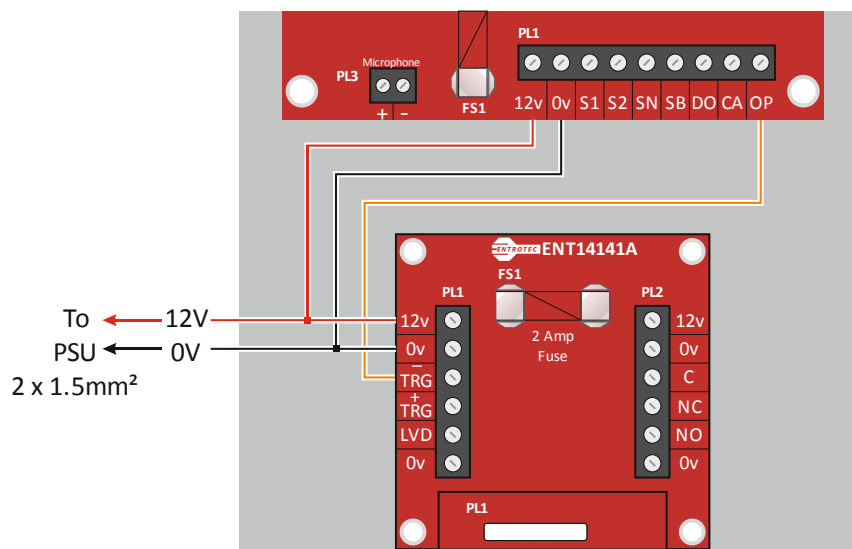 PL1
Microphone
PL3
+ -
FS1
12v 0v S1 S2 SN SB DO CA OP
ENTROTEC ENT14141A
FS1
PL1
PL2
2 Amp
Fuse
To 12V
PSU 0V
2 x 1.5mm²
12v
0v
–
TRG
+
TRG
LVD
0v
12v
0v
C
NC
NO
0v
PL1